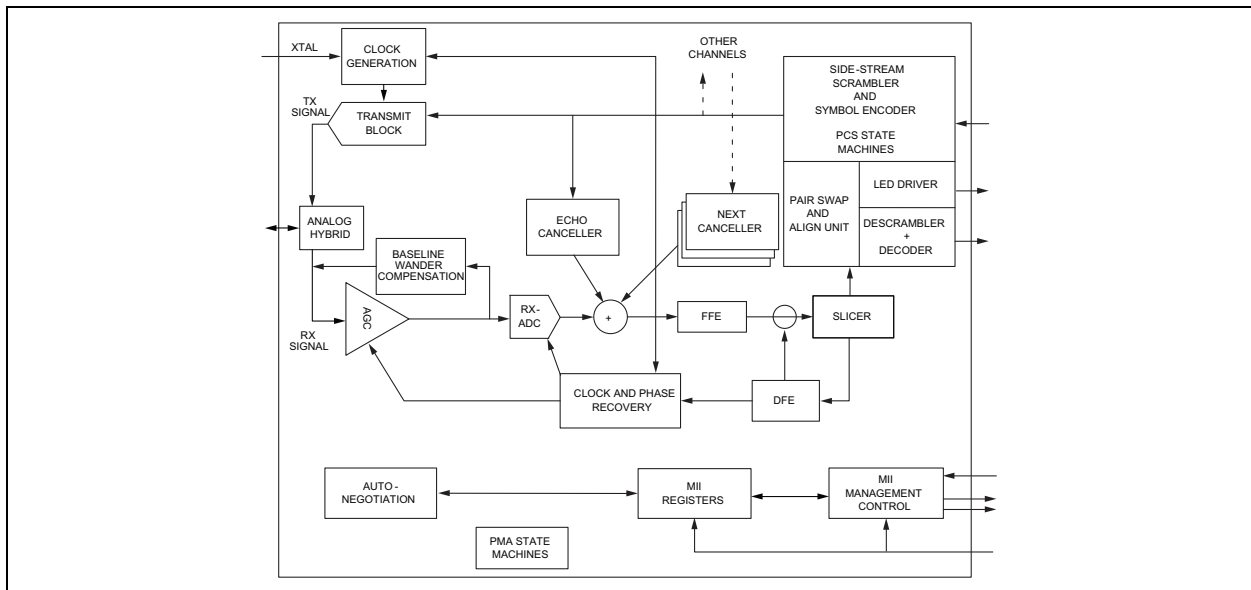 XTAL
CLOCK
GENERATION
OTHER
CHANNELS
SIDE-STREAM
SCRAMBLER
AND
SYMBOL ENCODER
PCS STATE
MACHINES
TX
SIGNAL
TRANSMIT
BLOCK
LED DRIVER
PAIR SWAP
AND
ALIGN UNIT
DESCRAMBLER
+
DECODER
ANALOG
HYBRID
ECHO
CANCELLER
NEXT
CANCELLER
BASELINE
WANDER
COMPENSATION
AGC
RX-
ADC
+
FFE
SLICER
RX
SIGNAL
CLOCK AND PHASE
RECOVERY
DFE
AUTO -
NEGOTIATION
MII
REGISTERS
MII
MANAGEMENT
CONTROL
PMA STATE
MACHINES